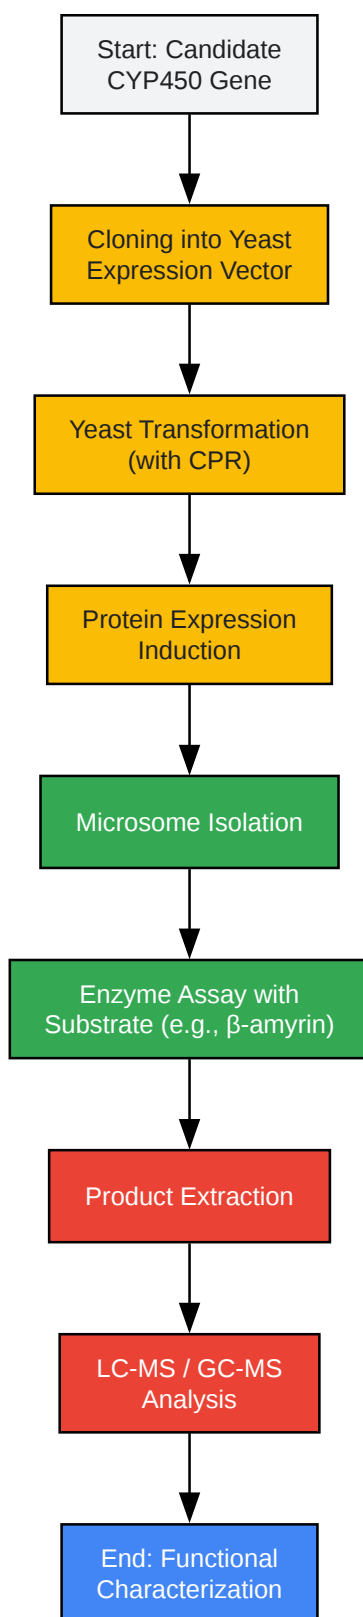 Start: Candidate
CYP450 Gene
Cloning into Yeast
Expression Vector
Yeast Transformation
(with CPR)
Protein Expression
Induction
Microsome Isolation
Enzyme Assay with
Substrate (e.g., β-amyrin)
Product Extraction
LC-MS / GC-MS
Analysis
End: Functional
Characterization